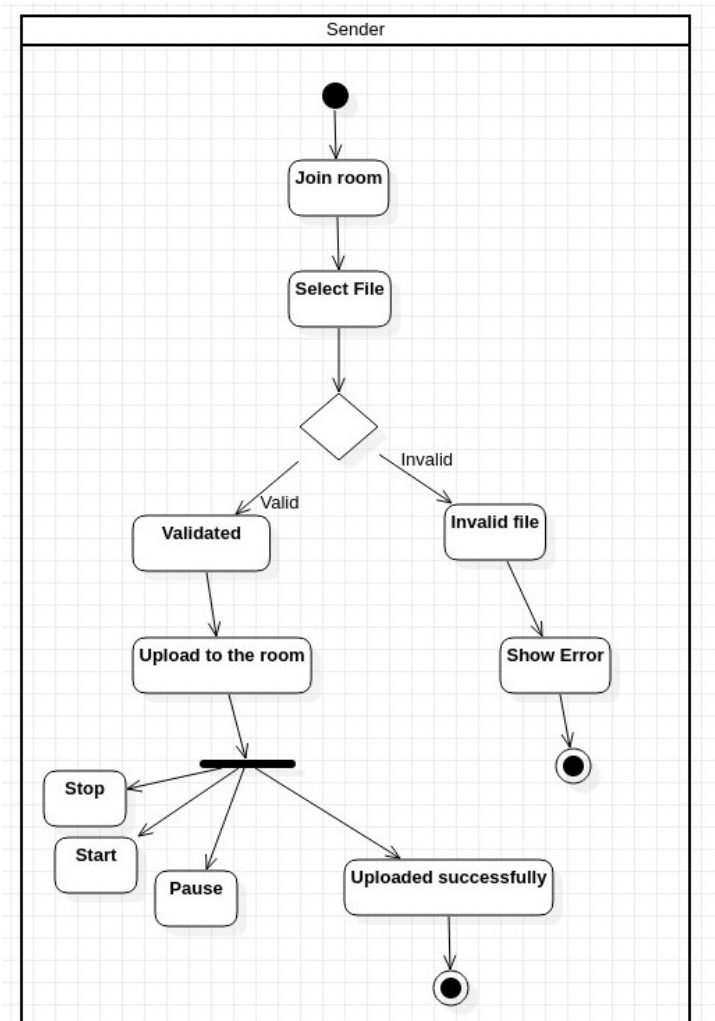 Sender
Join room
Select File
Invalid
Valid
Invalid file
Validated
Upload to the room
Show Error
Stop
Start
Pause
Uploaded successfully